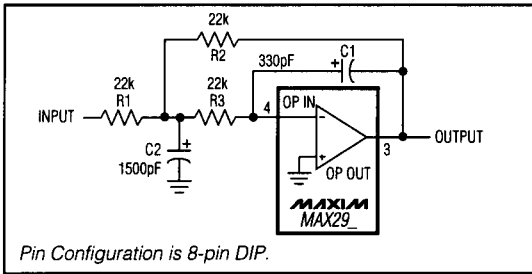 22k
R2
C1
330pF
+
22k
R1
22k
R3
4
OP IN
INPUT
−
OUTPUT
3
C2
+
1500pF
+
OP OUT
MAXIM
MAX29_
Pin Configuration is 8-pin DIP.